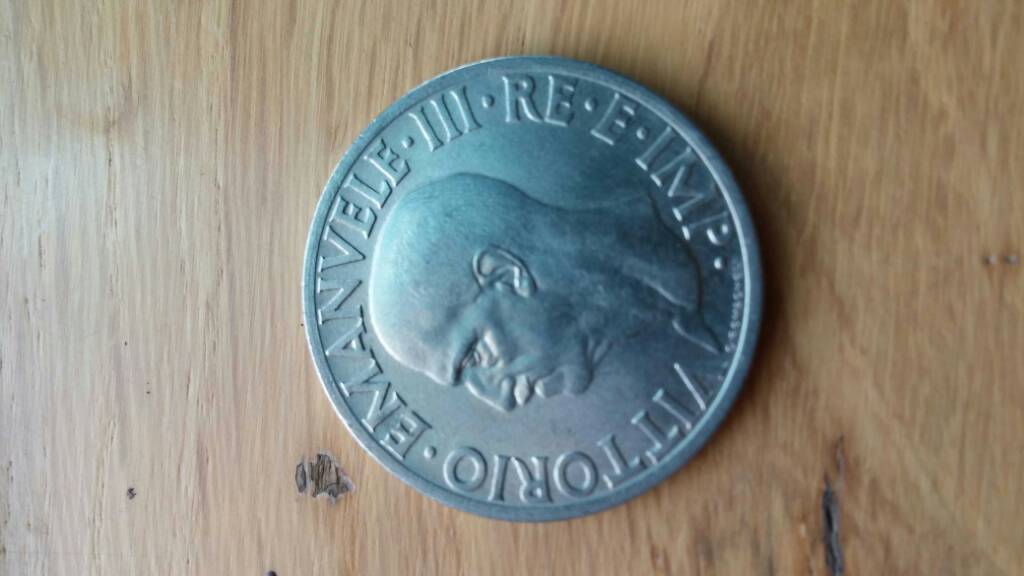 VITTORIO · EMANVELE · III · RE · E · IMP ·